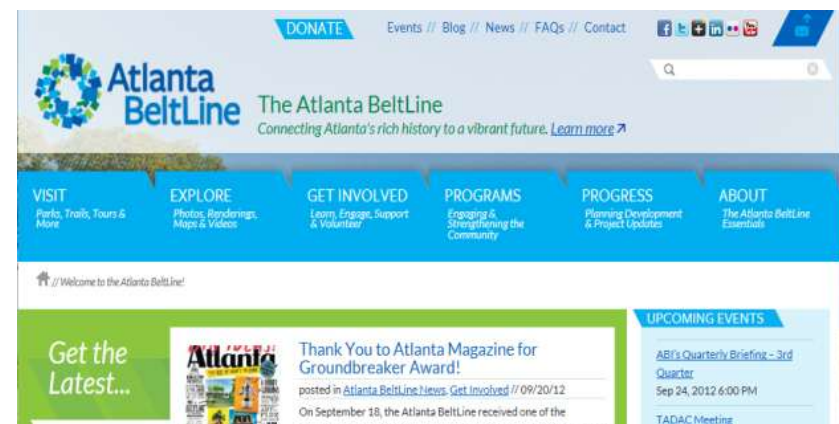 DONATE Events // Blog // News // FAQs // Contact
Atlanta
BeltLine
The Atlanta BeltLine
Connecting Atlanta's rich history to a vibrant future. Learn more
VISIT
Parks, Trails, Tours &
More
EXPLORE
Photos, Renderings,
Maps & Videos
GET INVOLVED
Learn, Engage, Support
& Volunteer
PROGRAMS
Engaging &
Strengthening the
Community
PROGRESS
Planning Development
& Project Updates
ABOUT
The Atlanta BeltLine
Essentials
// Welcome to the Atlanta BeltLine!
Get the
Latest...
Atlanta
Thank You to Atlanta Magazine for
Groundbreaker Award!
posted in Atlanta BeltLine News, Get Involved // 09/20/12
On September 18, the Atlanta BeltLine received one of the
UPCOMING EVENTS
ABI's Quarterly Briefing – 3rd
Quarter
Sep 24, 2012 6:00 PM
TADAC Meeting